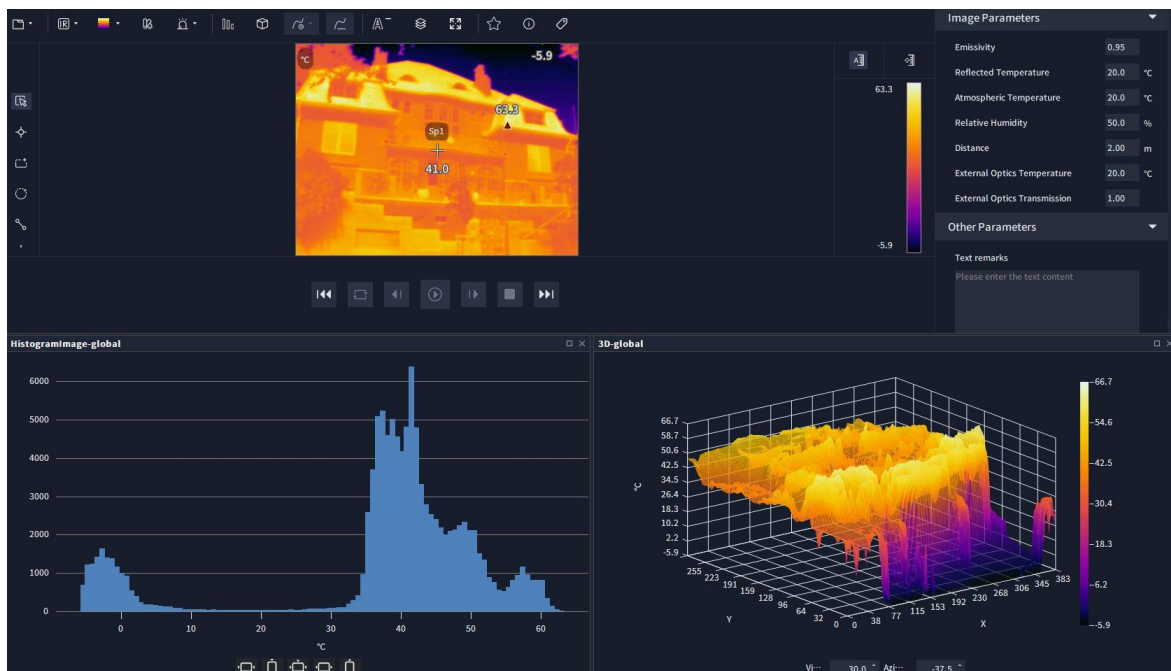 IR
A
Image Parameters
Emissivity 0.95
Reflected Temperature 20.0 °C
Atmospheric Temperature 20.0 °C
Relative Humidity 50.0 %
Distance 2.00 m
External Optics Temperature 20.0 °C
External Optics Transmission 1.00
Other Parameters
Text remarks
Please enter the text content
°C
-5.9
63.3
Sp1
41.0
A
63.3
-5.9
HistogramImage-global
6000
5000
4000
3000
2000
1000
0
0 10 20 30 40 50 60
°C
3D-global
66.7
58.7
50.6
42.5
34.5
26.4
18.3
10.2
2.2
-5.9
°C
255 223 191 159 128 96 64 32 0
Y
0 38 77 115 153 192 230 268 306 345 383
X
66.7
54.6
42.5
30.4
18.3
6.2
-5.9
Vi··· 30.0 Azi··· -37.5